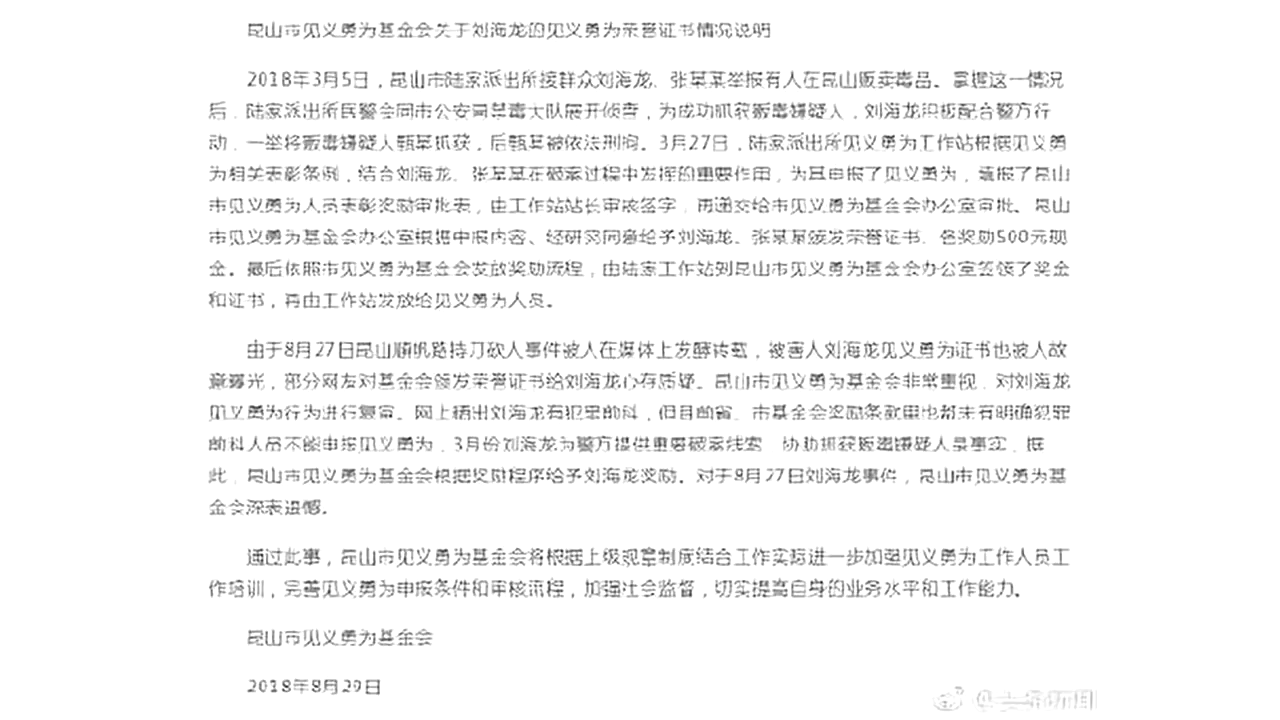 昆山市见义勇为基金会关于刘海龙的见义勇为荣誉证书情况说明
2018年3月5日，昆山市陆家派出所接群众刘海龙、张某某举报有人在昆山贩卖毒品。掌握这一情况
后，陆家派出所民警会同市公安局禁毒大队展开侦查，为成功抓获贩毒嫌疑人，刘海龙积极配合警方行
动，一举将贩毒嫌疑人甄某抓获，后甄某被依法刑拘。3月27日，陆家派出所见义勇为工作站根据见义勇
为相关表彰条例，结合刘海龙、张某某在破案过程中发挥的重要作用，为其申报了见义勇为，填报了昆山
市见义勇为人员表彰奖励审批表，由工作站站长审核签字，再递交给市见义勇为基金会办公室审批。昆山
市见义勇为基金会办公室根据申报内容、经研究同意给予刘海龙、张某某颁发荣誉证书、各奖励500元现
金。最后依照市见义勇为基金会发放奖励流程，由陆家工作站到昆山市见义勇为基金会办公室签领了奖金
和证书，再由工作站发放给见义勇为人员。
由于8月27日昆山顺帆路持刀砍人事件被人在媒体上发酵转载，被害人刘海龙见义勇为证书也被人故
意曝光，部分网友对基金会颁发荣誉证书给刘海龙心存质疑。昆山市见义勇为基金会非常重视，对刘海龙
见义勇为行为进行复审。网上传出刘海龙有犯罪前科，但目前省、市基金会奖励条款里也都未有明确犯罪
前科人员不能申报见义勇为，3月份刘海龙为警方提供重要破案线索，协助抓获贩毒嫌疑人是事实，据
此，昆山市见义勇为基金会根据奖励程序给予刘海龙奖励。对于8月27日刘海龙事件，昆山市见义勇为基
金会深表遗憾。
通过此事，昆山市见义勇为基金会将根据上级规章制度结合工作实际进一步加强见义勇为工作人员工
作培训，完善见义勇为申报条件和审核流程，加强社会监督，切实提高自身的业务水平和工作能力。
昆山市见义勇为基金会
2018年8月29日